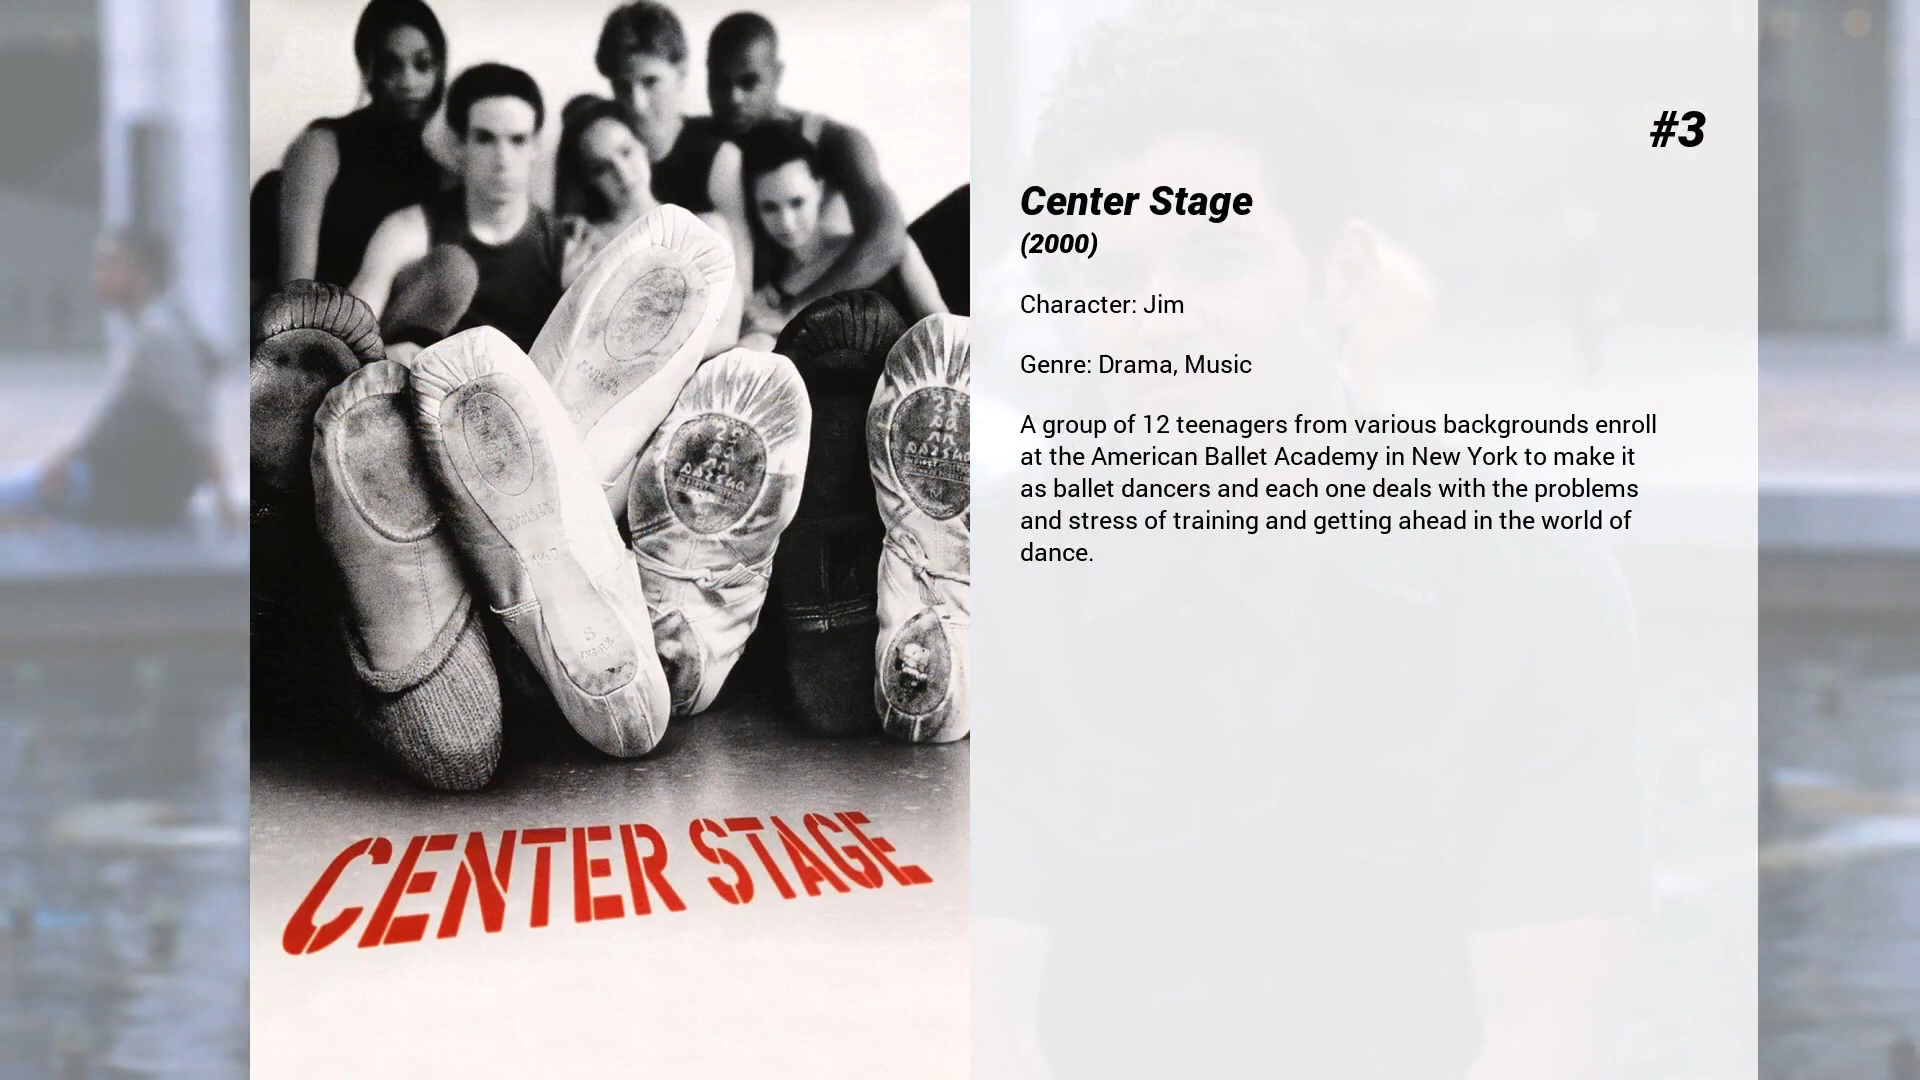 #3
Center Stage
(2000)
Character: Jim
Genre: Drama, Music
A group of 12 teenagers from various backgrounds enroll
at the American Ballet Academy in New York to make it
as ballet dancers and each one deals with the problems
and stress of training and getting ahead in the world of
dance.
CENTER STAGE